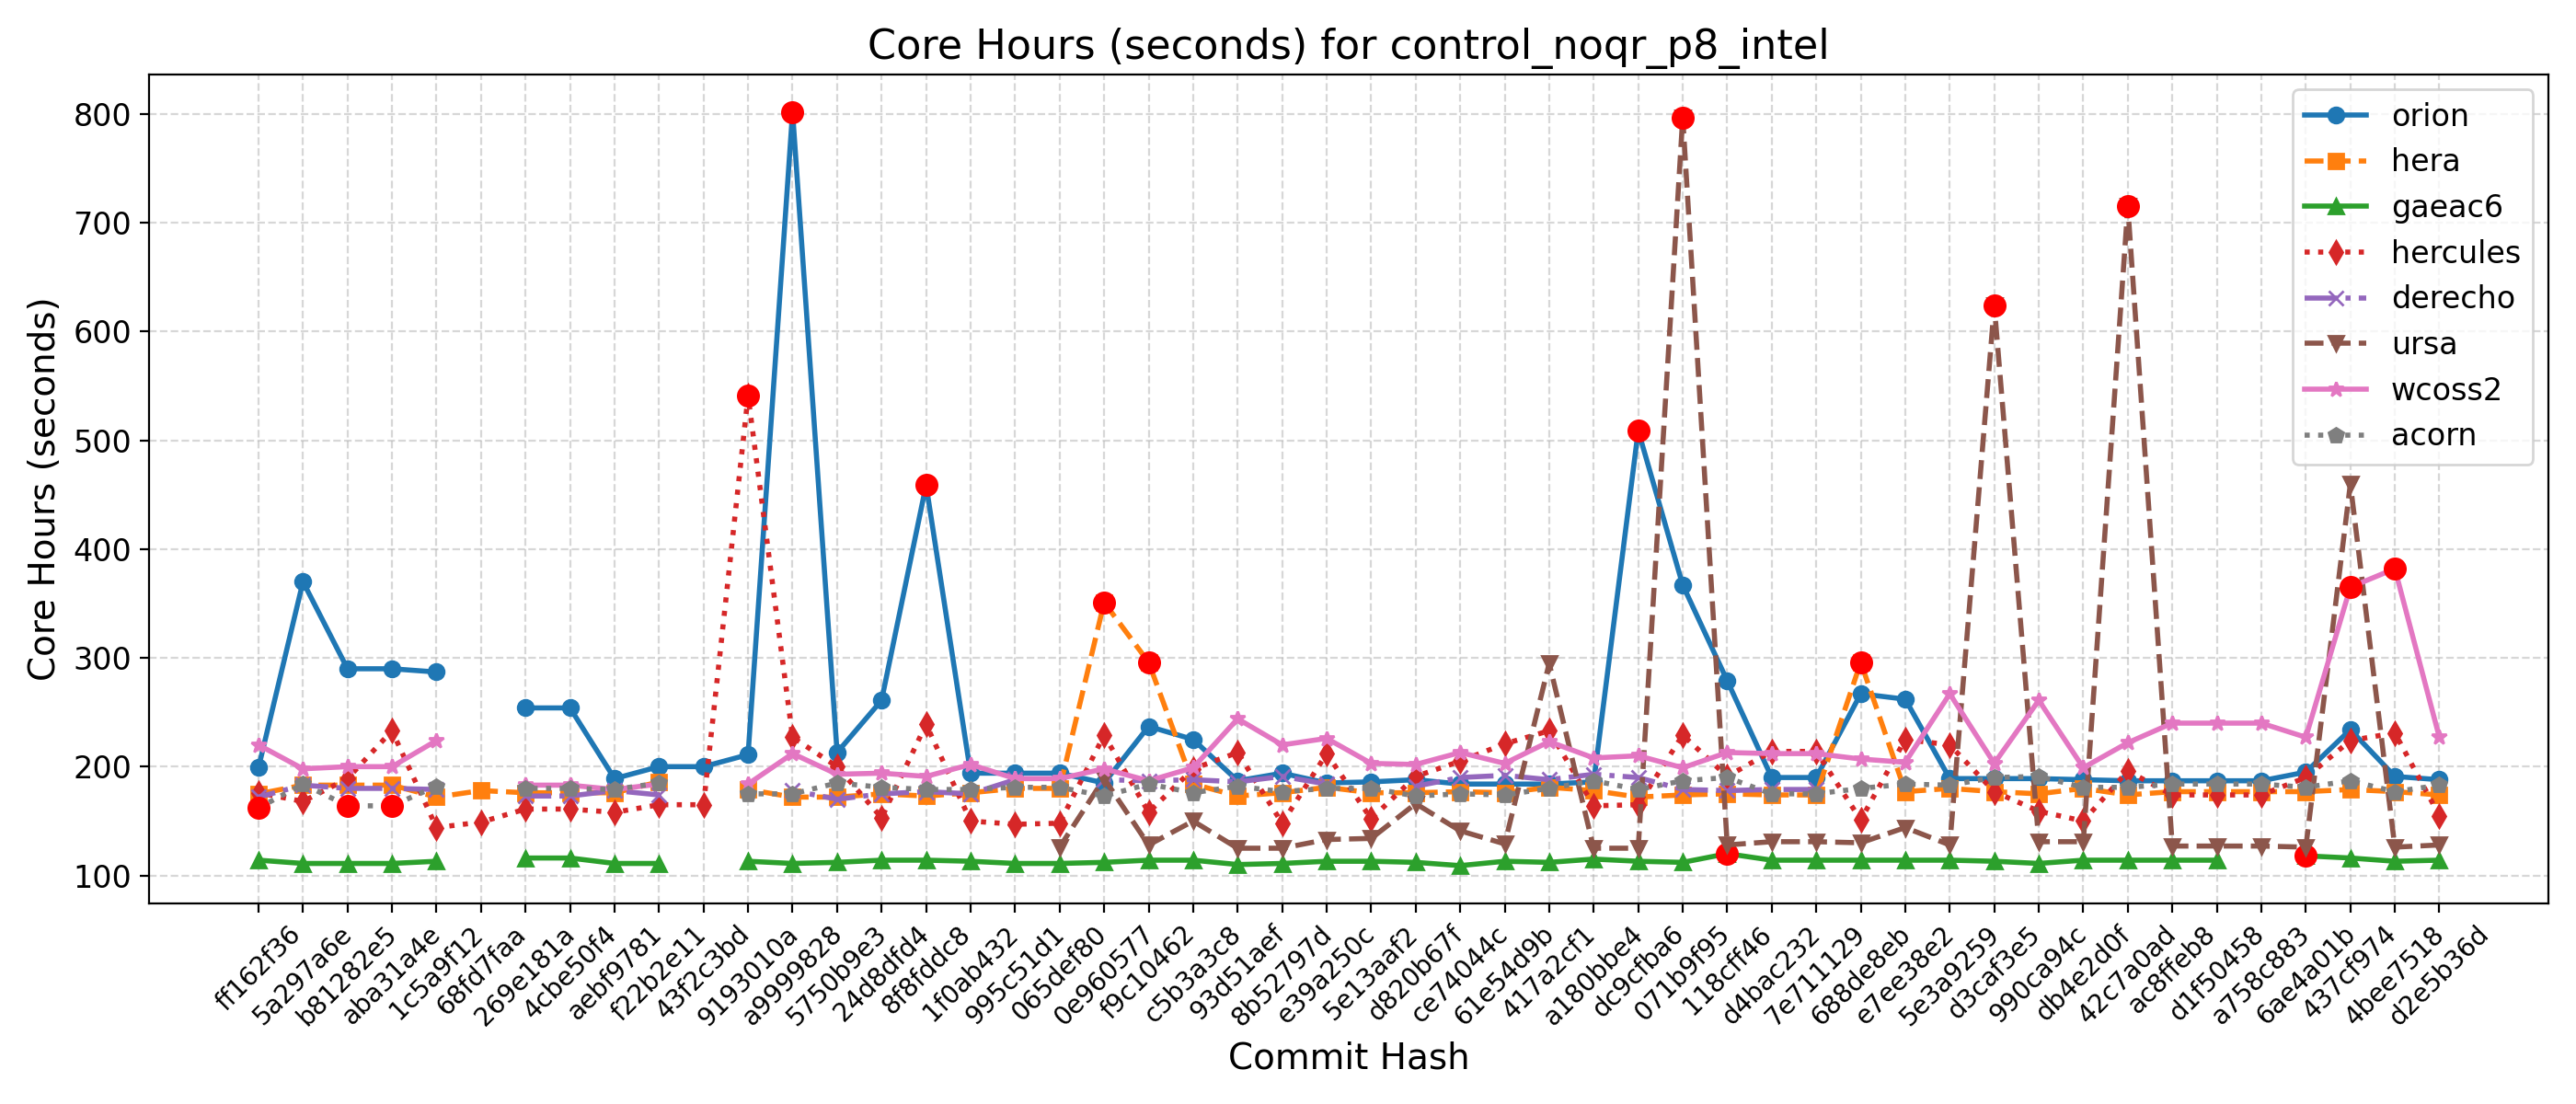 Core Hours (seconds) for control_noqr_p8_intel
Core Hours (seconds)
800
700
600
500
400
300
200
100
orion
hera
gaeac6
hercules
derecho
ursa
wcoss2
acorn
ff162f36
5a297a6e
b81282e5
aba31a4e
1c5a9f12
68fd7faa
269e181a
4cbe50f4
aebf9781
f22b2e11
43f2c3bd
9193010a
a9999828
5750b9e3
24d8dfd4
8f8fddc8
1f0ab432
995c51d1
065def80
0e960577
f9c10462
c5b3a3c8
93d51aef
8b52797d
e39a250c
5e13aaf2
d820b67f
ce74044c
61e54d9b
417a2cf1
a180bbe4
dc9cfba6
071b9f95
118cff46
d4bac232
7e711129
688de8eb
e7ee38e2
5e3a9259
d3caf3e5
990ca94c
db4e2d0f
42c7a0ad
ac8ffeb8
d1f50458
a758c883
6ae4a01b
437cf974
4bee7518
d2e5b36d
Commit Hash